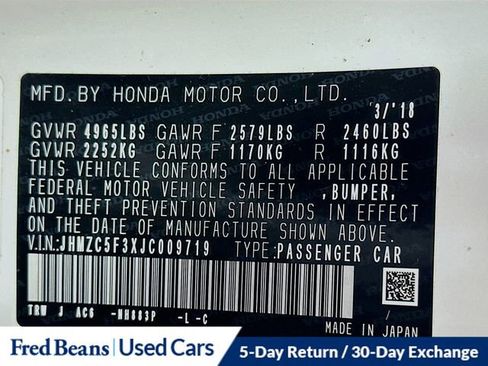 MFD.BY HONDA MOTOR CO.,LTD.
3/'18
GVWR 4965LBS GAWR F 2579LBS R 2460LBS
GVWR 2252KG GAWR F 1170KG R 1116KG
THIS VEHICLE CONFORMS TO ALL APPLICABLE
FEDERAL MOTOR VEHICLE SAFETY ,BUMPER,
AND THEFT PREVENTION STANDARDS IN EFFECT
ON THE DATE OF MANUFACTURE SHOWN ABOVE.
V.I.N:JHMZC5F3XJC009719 TYPE:PASSENGER CAR
TRW J AC6 -NH883P -L -C
MADE IN JAPAN
Fred Beans | Used Cars 5-Day Return / 30-Day Exchange